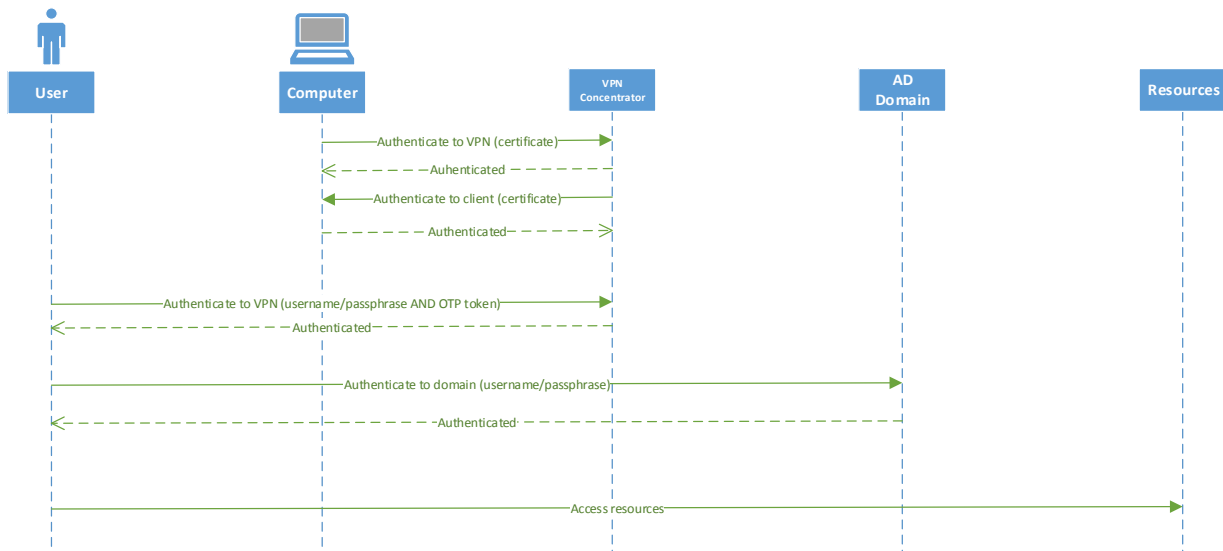 User
Computer
VPN
Concentrator
AD
Domain
Resources
Authenticate to VPN (certificate)
Auhenticated
Authenticate to client (certificate)
Authenticated
Authenticate to VPN (username/passphrase AND OTP token)
Authenticated
Authenticate to domain (username/passphrase)
Authenticated
Access resources